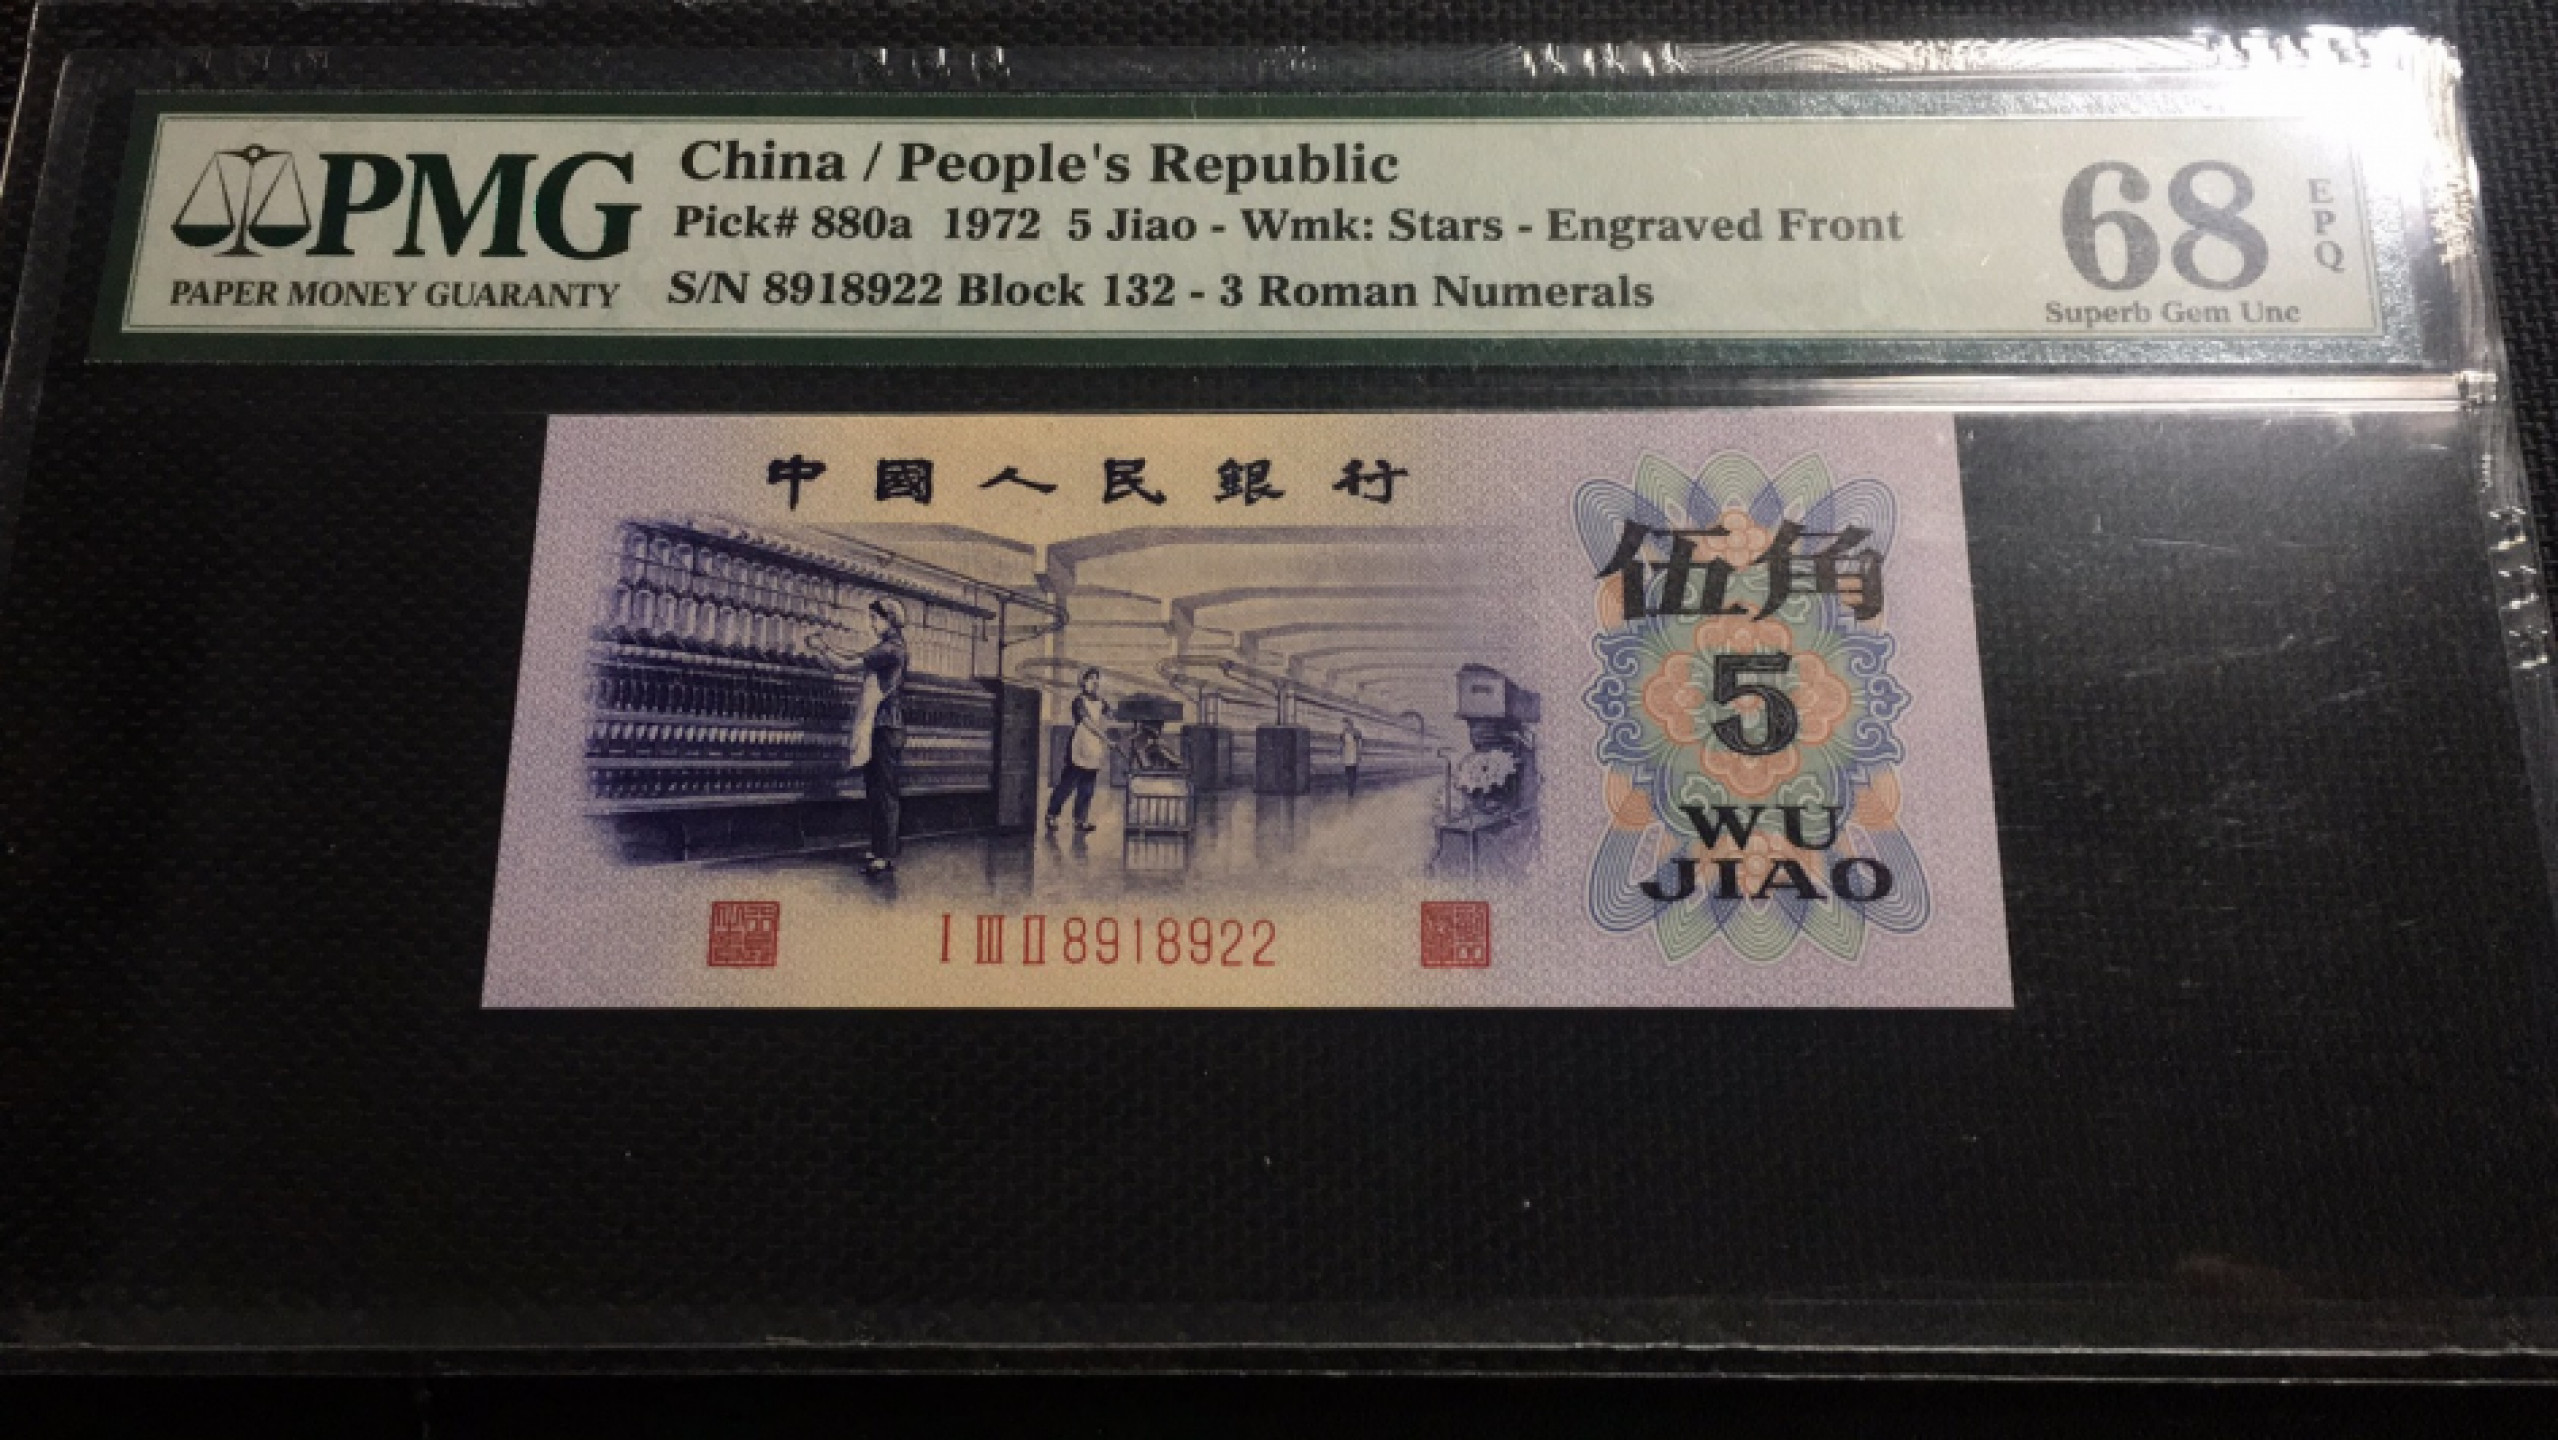 PMG
PAPER MONEY GUARANTY
China / People's Republic
Pick# 880a 1972 5 Jiao - Wmk: Stars - Engraved Front
S/N 8918922 Block 132 - 3 Roman Numerals
68
EPQ
Superb Gem Unc
中國人民銀行
伍角
5
WU
JIAO
I III II 8918922